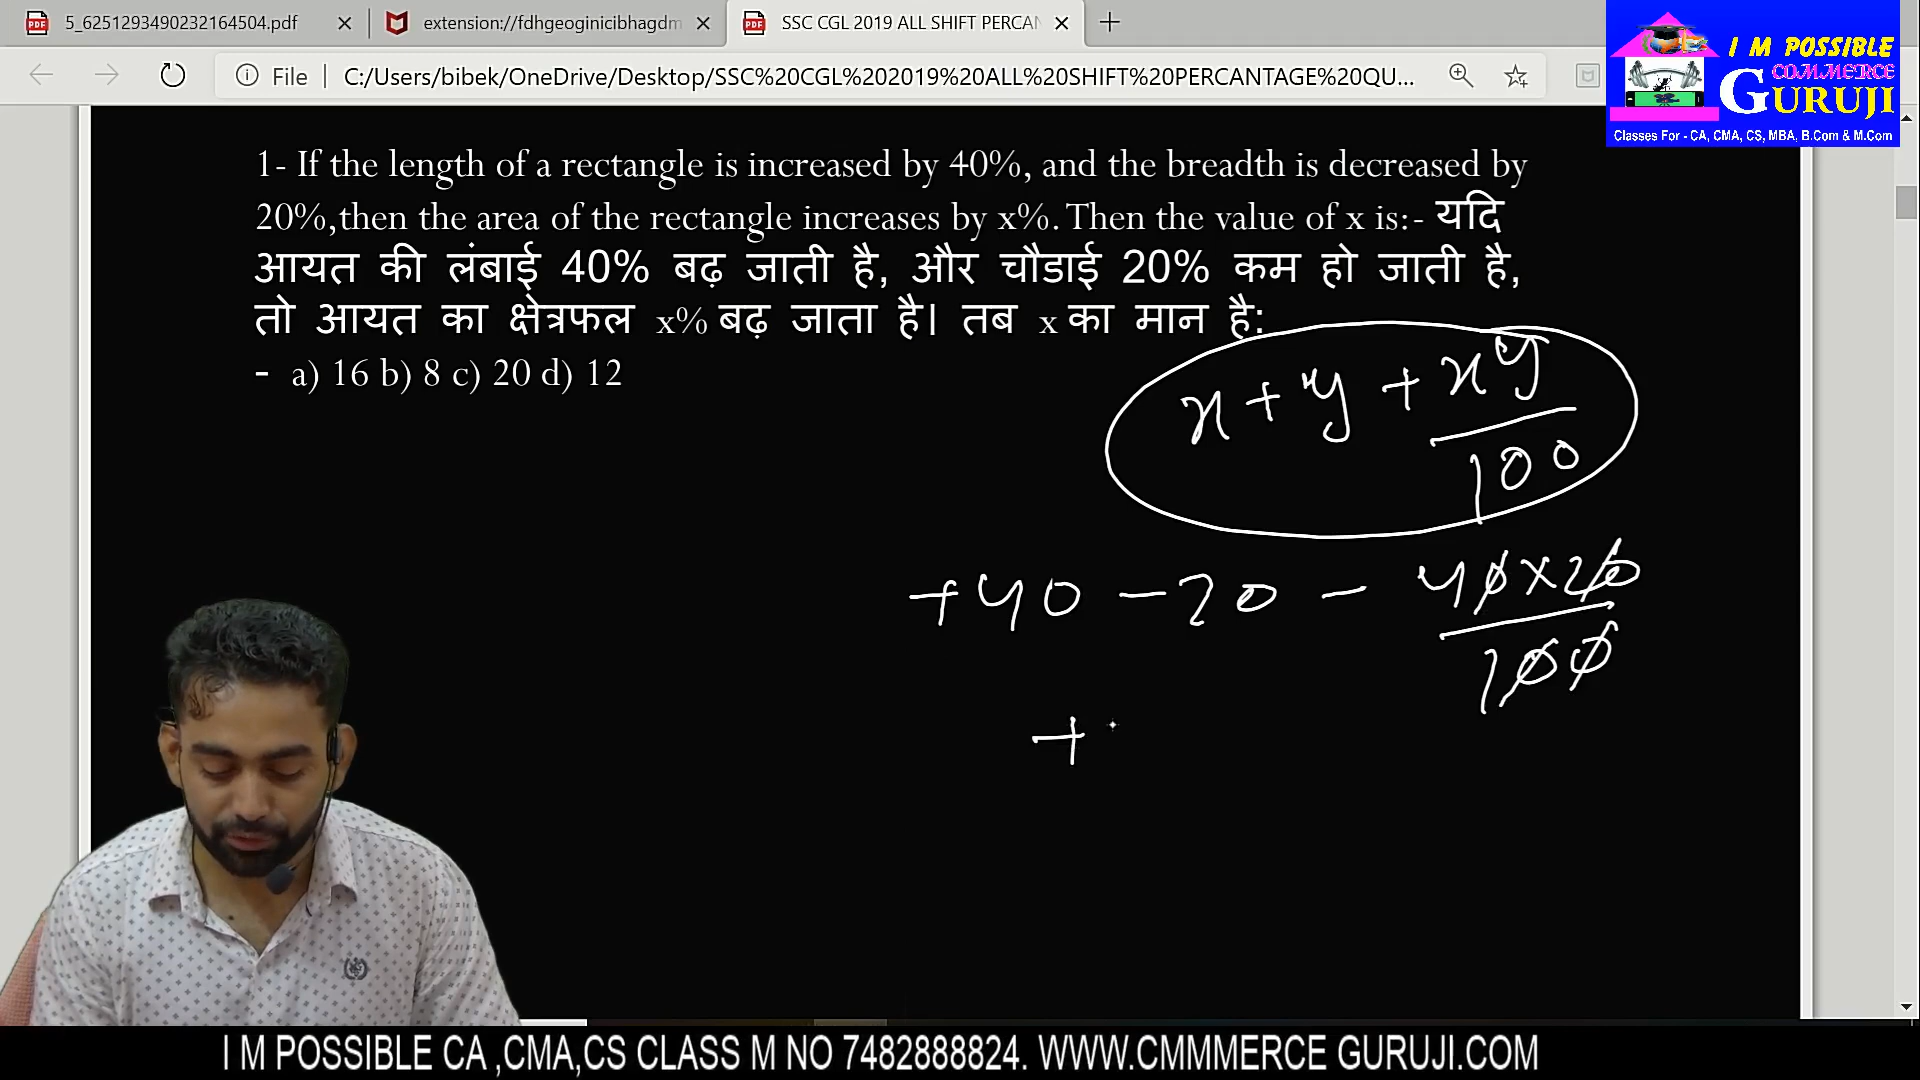 5_6251293490232164504.pdf
extension://fdhgeoginicibhagdm
SSC CGL 2019 ALL SHIFT PERCAN
File
C:/Users/bibek/OneDrive/Desktop/SSC%20CGL%202019%20ALL%20SHIFT%20PERCANTAGE%20QU...
I M POSSIBLE
COMMERCE
GURUJI
Classes For - CA, CMA, CS, MBA, B.Com & M.Com
1- If the length of a rectangle is increased by 40%, and the breadth is decreased by
20%,then the area of the rectangle increases by x%. Then the value of x is:- यदि
आयत की लंबाई 40% बढ़ जाती है, और चौडाई 20% कम हो जाती है,
तो आयत का क्षेत्रफल x% बढ़ जाता है। तब x का मान है:
- a) 16 b) 8 c) 20 d) 12
x + y + xy
100
+40 -20 - 40x20
100
+
I M POSSIBLE CA ,CMA,CS CLASS M NO 7482888824. WWW.CMMMERCE GURUJI.COM